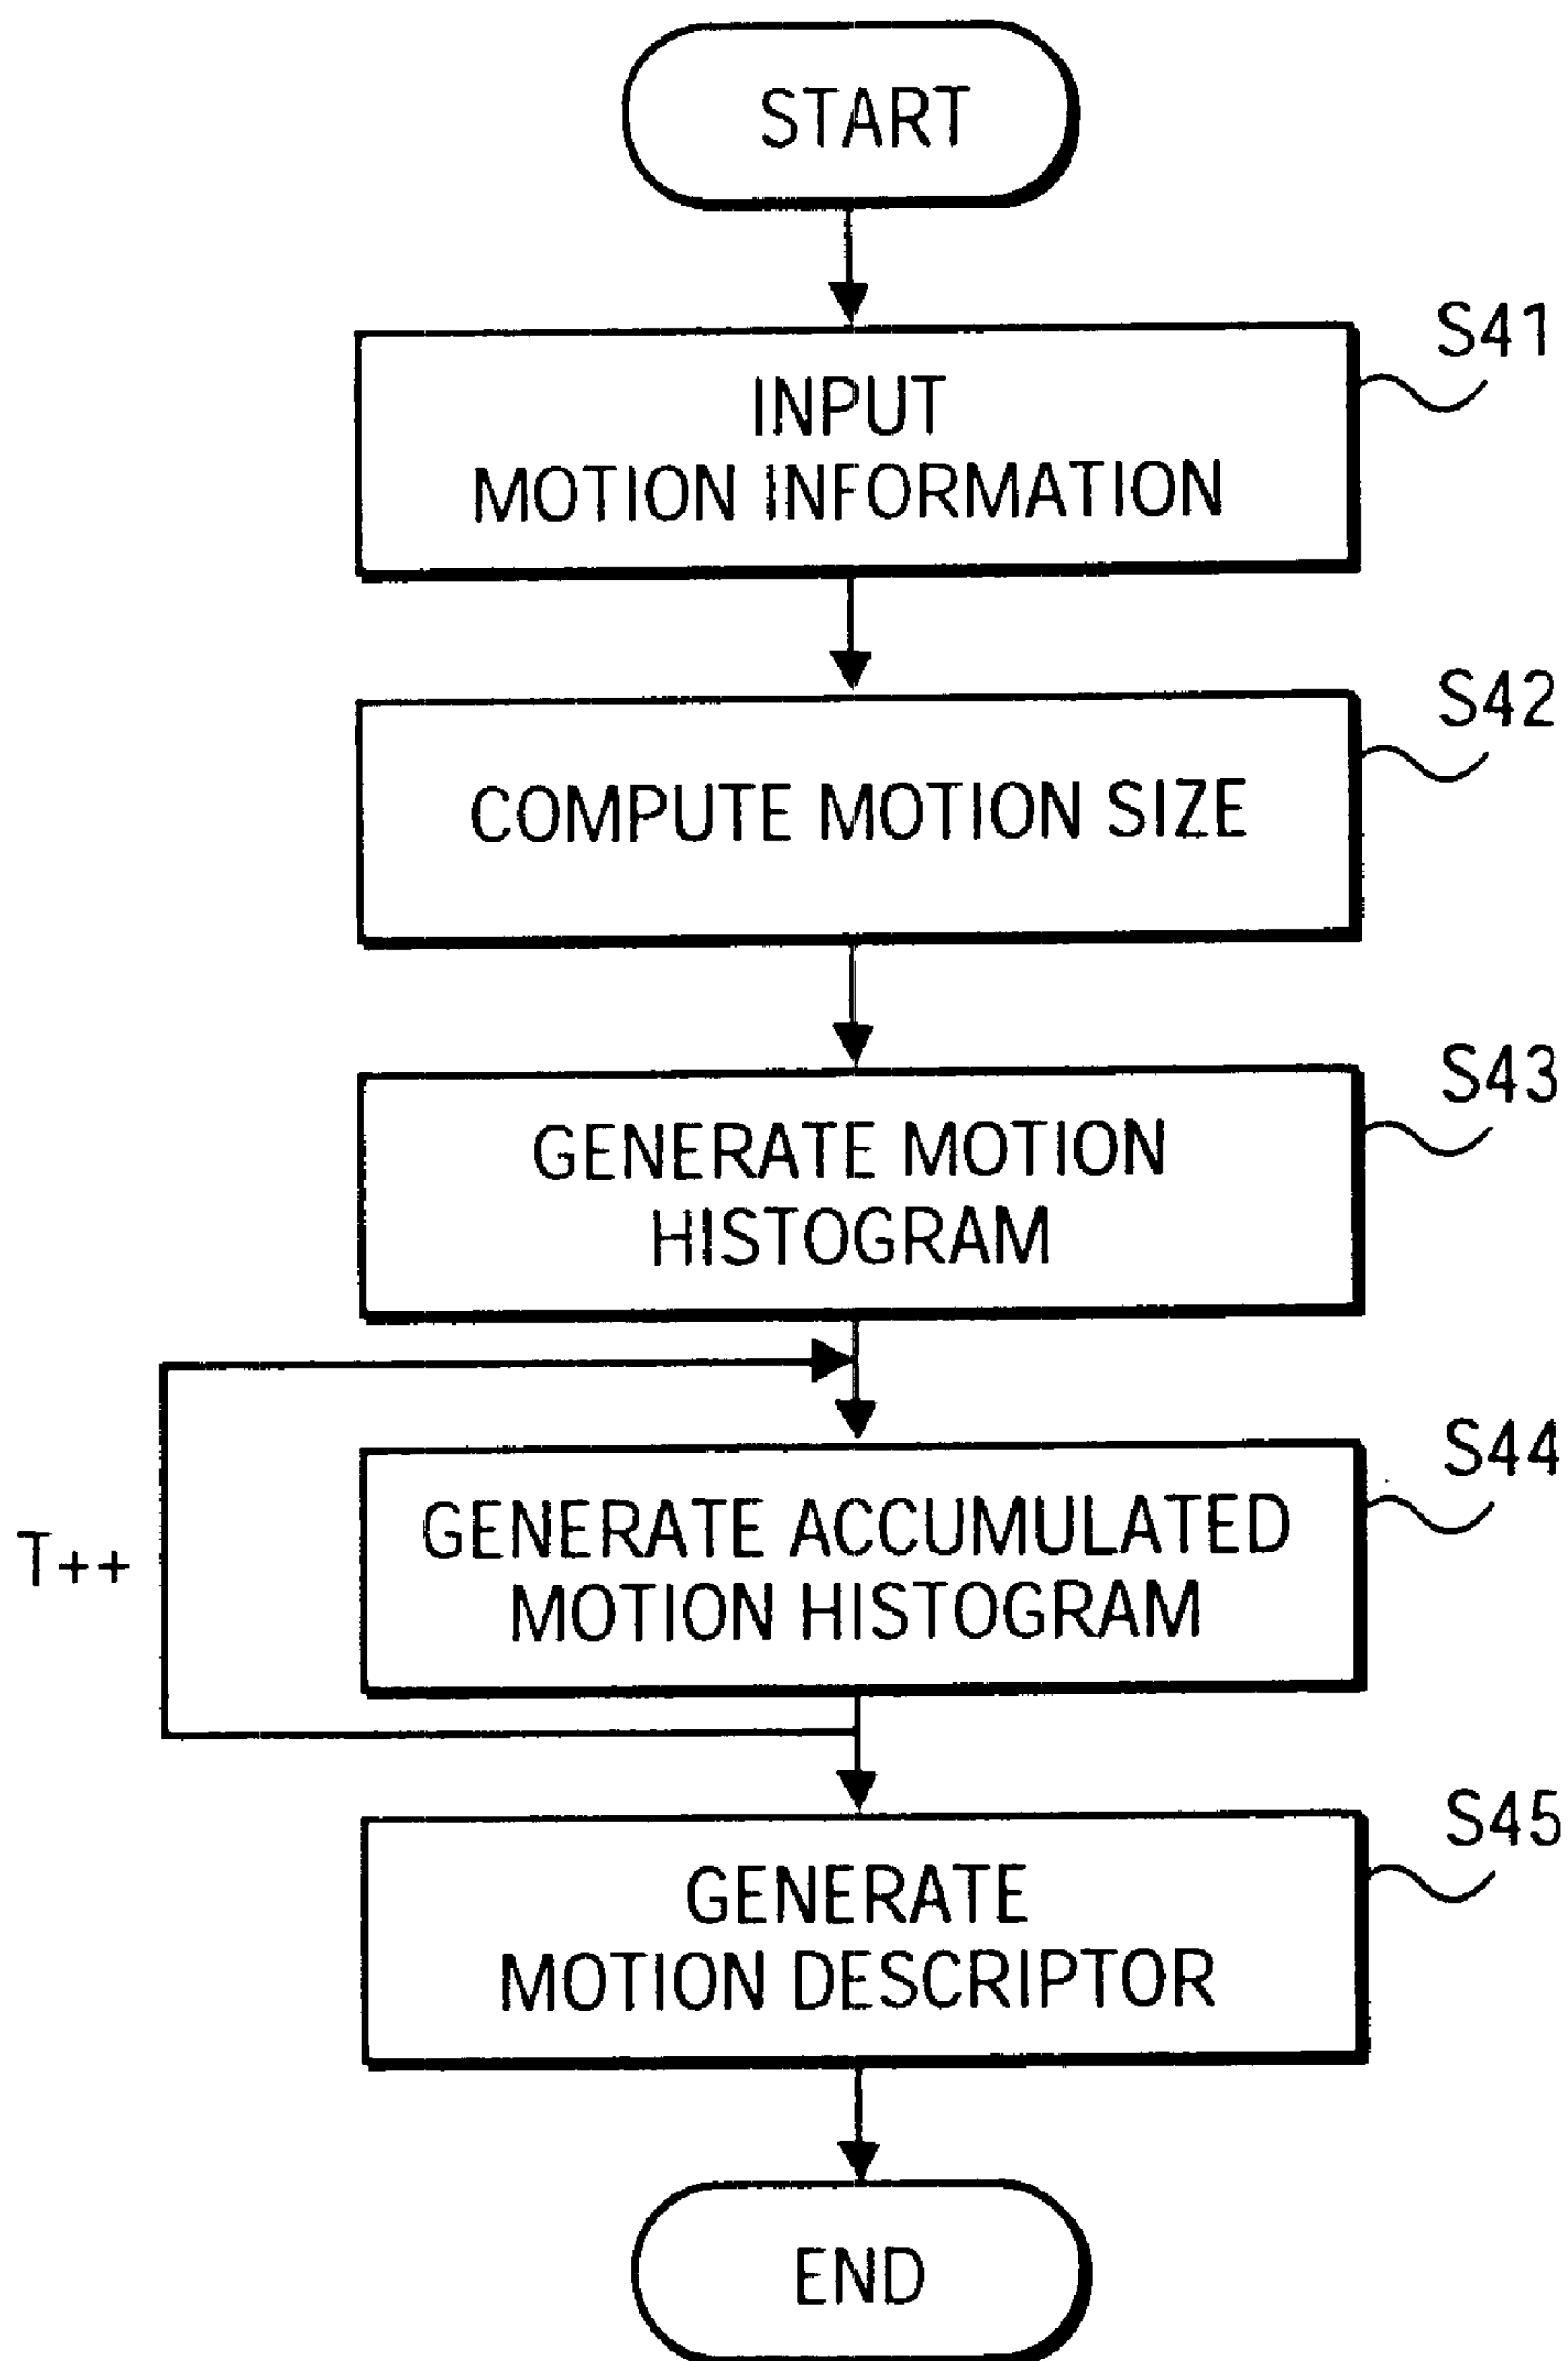 START
S41
INPUT
MOTION INFORMATION
S42
COMPUTE MOTION SIZE
S43
GENERATE MOTION
HISTOGRAM
S44
GENERATE ACCUMULATED
MOTION HISTOGRAM
T++
S45
GENERATE
MOTION DESCRIPTOR
END